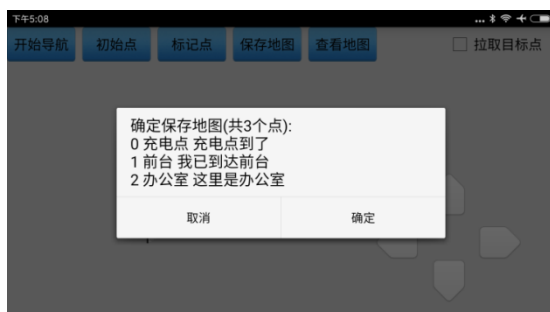 下午5:08
...
开始导航 初始点 标记点 保存地图 查看地图 拉取目标点
确定保存地图(共3个点):
0 充电点 充电点到了
1 前台 我已到达前台
2 办公室 这里是办公室
取消 确定